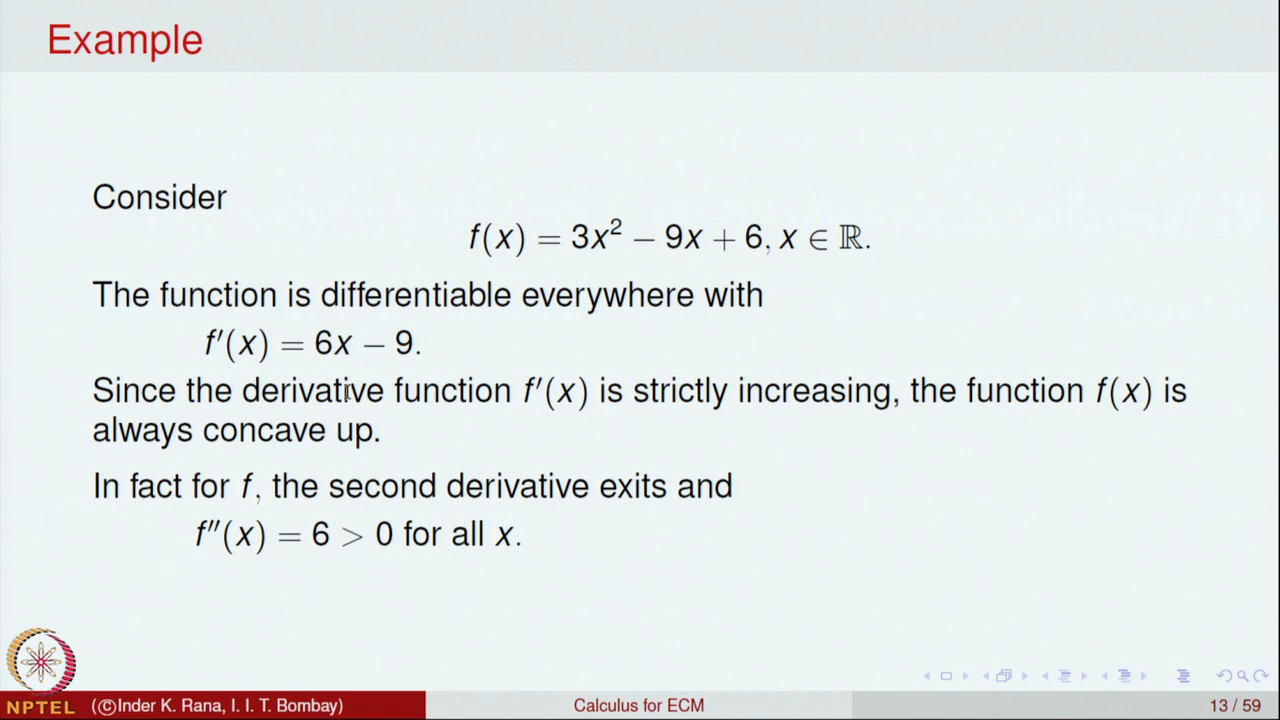 Example
Consider
f(x) = 3x² − 9x + 6, x ∈ ℝ.
The function is differentiable everywhere with
f′(x) = 6x − 9.
Since the derivative function f′(x) is strictly increasing, the function f(x) is
always concave up.
In fact for f, the second derivative exits and
f″(x) = 6 > 0 for all x.
NPTEL
(©Inder K. Rana, I. I. T. Bombay)
Calculus for ECM
13 / 59